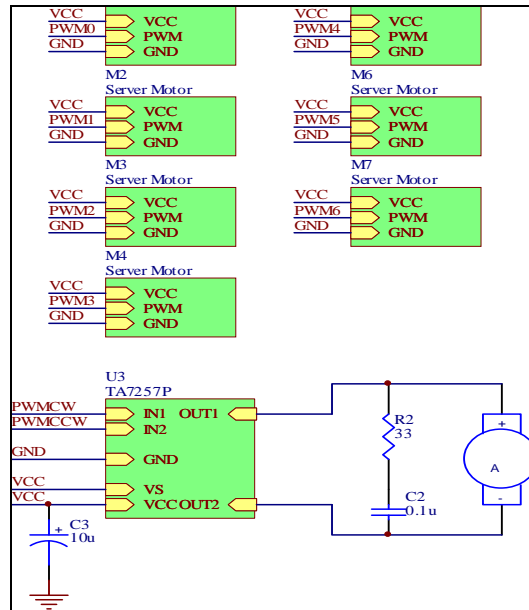 VCC VCC
PWM0 PWM
GND GND
M2
Server Motor
VCC VCC
PWM1 PWM
GND GND
M3
Server Motor
VCC VCC
PWM2 PWM
GND GND
M4
Server Motor
VCC VCC
PWM3 PWM
GND GND
VCC VCC
PWM4 PWM
GND GND
M6
Server Motor
VCC VCC
PWM5 PWM
GND GND
M7
Server Motor
VCC VCC
PWM6 PWM
GND GND
U3
TA7257P
PWMCW IN1 OUT1
PWMCCW IN2
GND GND
VCC VS
VCC VCC OUT2
C3
10u
R2
33
C2
0.1u
+
A
-
+